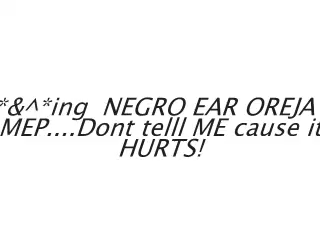 *&^*ing  NEGRO EAR OREJA
MEP....Dont telll ME cause it
HURTS!